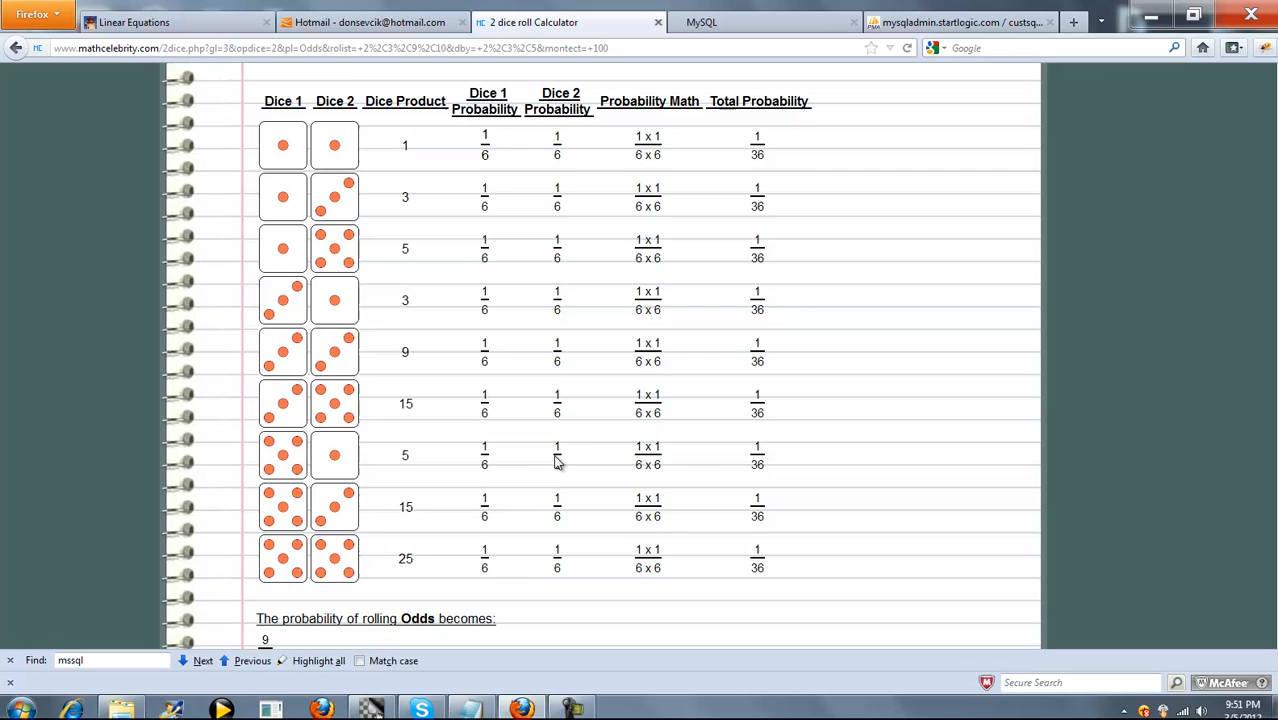 Firefox
Linear Equations
Hotmail - donsevcik@hotmail.com
2 dice roll Calculator
MySQL
mysqladmin.startlogic.com / custsq...
www.mathcelebrity.com/2dice.php?gl=3&opdice=2&pl=Odds&rolist=+2%2C3%2C9%2C10&dby=+2%2C3%2C5&montect=+100
Google
Dice 1 Dice 2 Dice Product Dice 1 Probability Dice 2 Probability Probability Math Total Probability
1 1/6 1/6 1 x 1/6 x 6 1/36
3 1/6 1/6 1 x 1/6 x 6 1/36
5 1/6 1/6 1 x 1/6 x 6 1/36
3 1/6 1/6 1 x 1/6 x 6 1/36
9 1/6 1/6 1 x 1/6 x 6 1/36
15 1/6 1/6 1 x 1/6 x 6 1/36
5 1/6 1/6 1 x 1/6 x 6 1/36
15 1/6 1/6 1 x 1/6 x 6 1/36
25 1/6 1/6 1 x 1/6 x 6 1/36
The probability of rolling Odds becomes:
9
Find: mssql Next Previous Highlight all Match case
Secure Search McAfee
9:51 PM